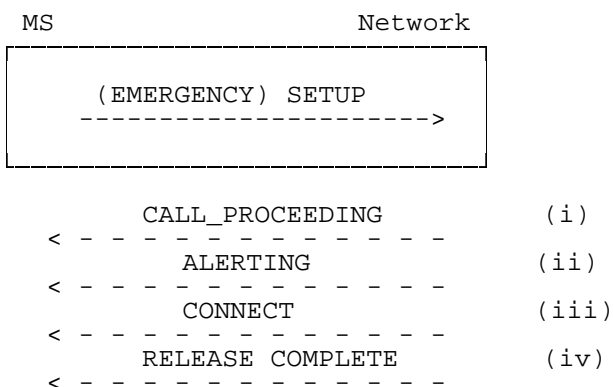 MS Network
(EMERGENCY) SETUP
----------------------->
CALL_PROCEEDING (i)
< - - - - - - - - - - - -
ALERTING (ii)
< - - - - - - - - - - - -
CONNECT (iii)
< - - - - - - - - - - - -
RELEASE COMPLETE (iv)
< - - - - - - - - - - - -